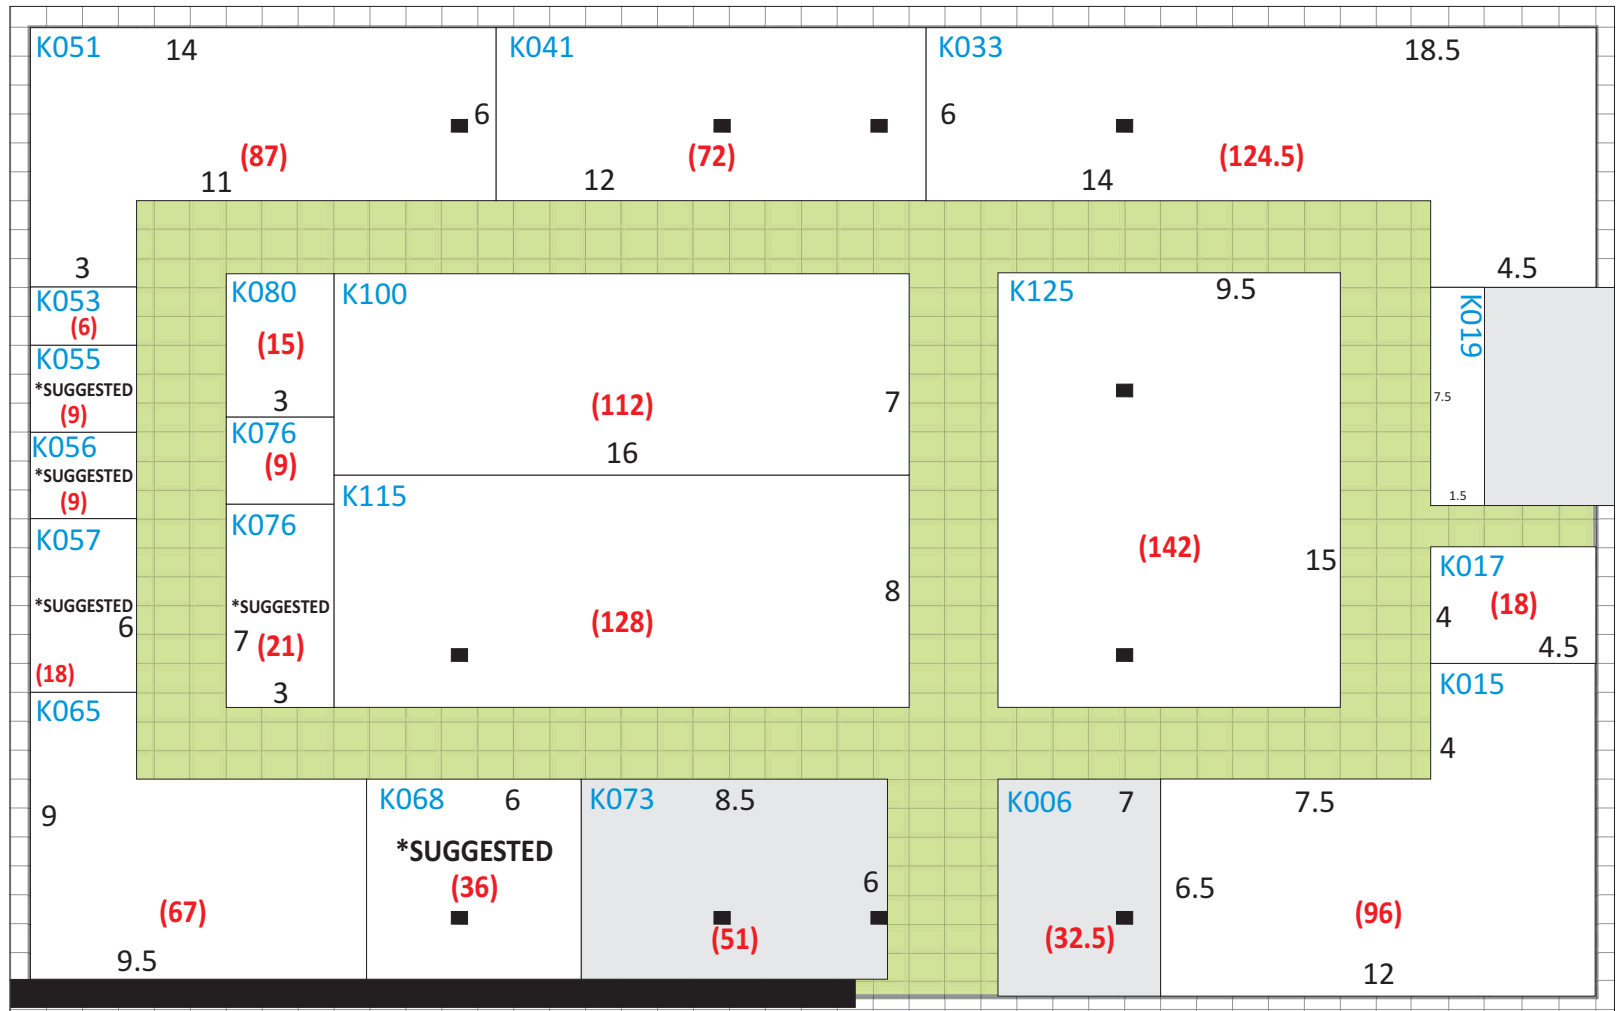 K051 14
6
(87)
11
3
K041
(72)
12
K033 18.5
6
(124.5)
14
4.5
K053
(6)
K055
*SUGGESTED
(9)
K056
*SUGGESTED
(9)
K057
*SUGGESTED
6
(18)
K065
9
(67)
9.5
K080
(15)
3
K076
(9)
K076
*SUGGESTED
7 (21)
3
K100
(112)
7
16
K115
8
(128)
K125 9.5
(142)
15
K019
7.5
1.5
K017
(18)
4
4.5
K015
4
7.5
6.5
(96)
12
K068 6
*SUGGESTED
(36)
K073 8.5
6
(51)
K006 7
(32.5)